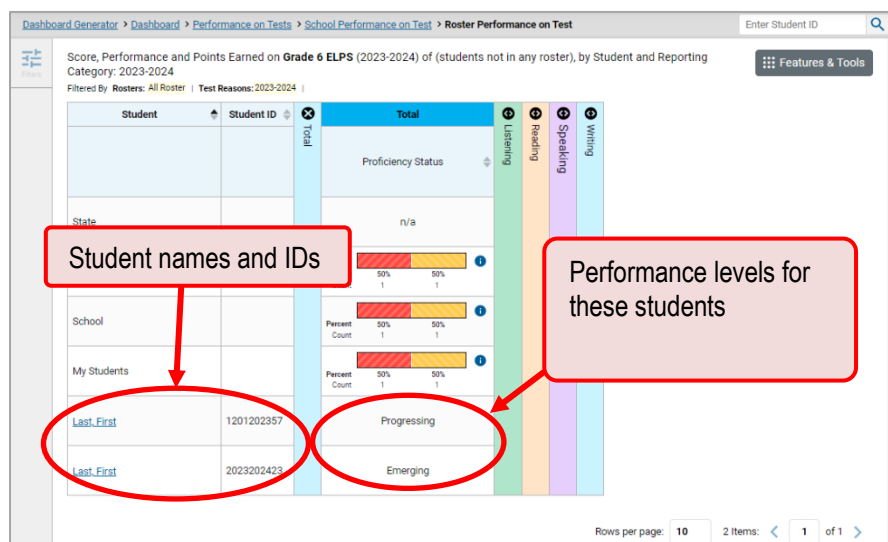 Dashboard Generator > Dashboard > Performance on Tests > School Performance on Test > Roster Performance on Test
Enter Student ID
Filters
Score, Performance and Points Earned on Grade 6 ELPS (2023-2024) of (students not in any roster), by Student and Reporting
Category: 2023-2024
Filtered By Rosters: All Roster | Test Reasons: 2023-2024 |
Features & Tools
Student
Student ID
Total
Total
Listening
Reading
Speaking
Writing
Proficiency Status
State
n/a
Student names and IDs
Performance levels for
these students
50% 50%
1 1
School
Percent 50% 50%
Count 1 1
My Students
Percent 50% 50%
Count 1 1
Last, First 1201202357 Progressing
Last, First 2023202423 Emerging
Rows per page: 10 2 Items: < 1 of 1 >